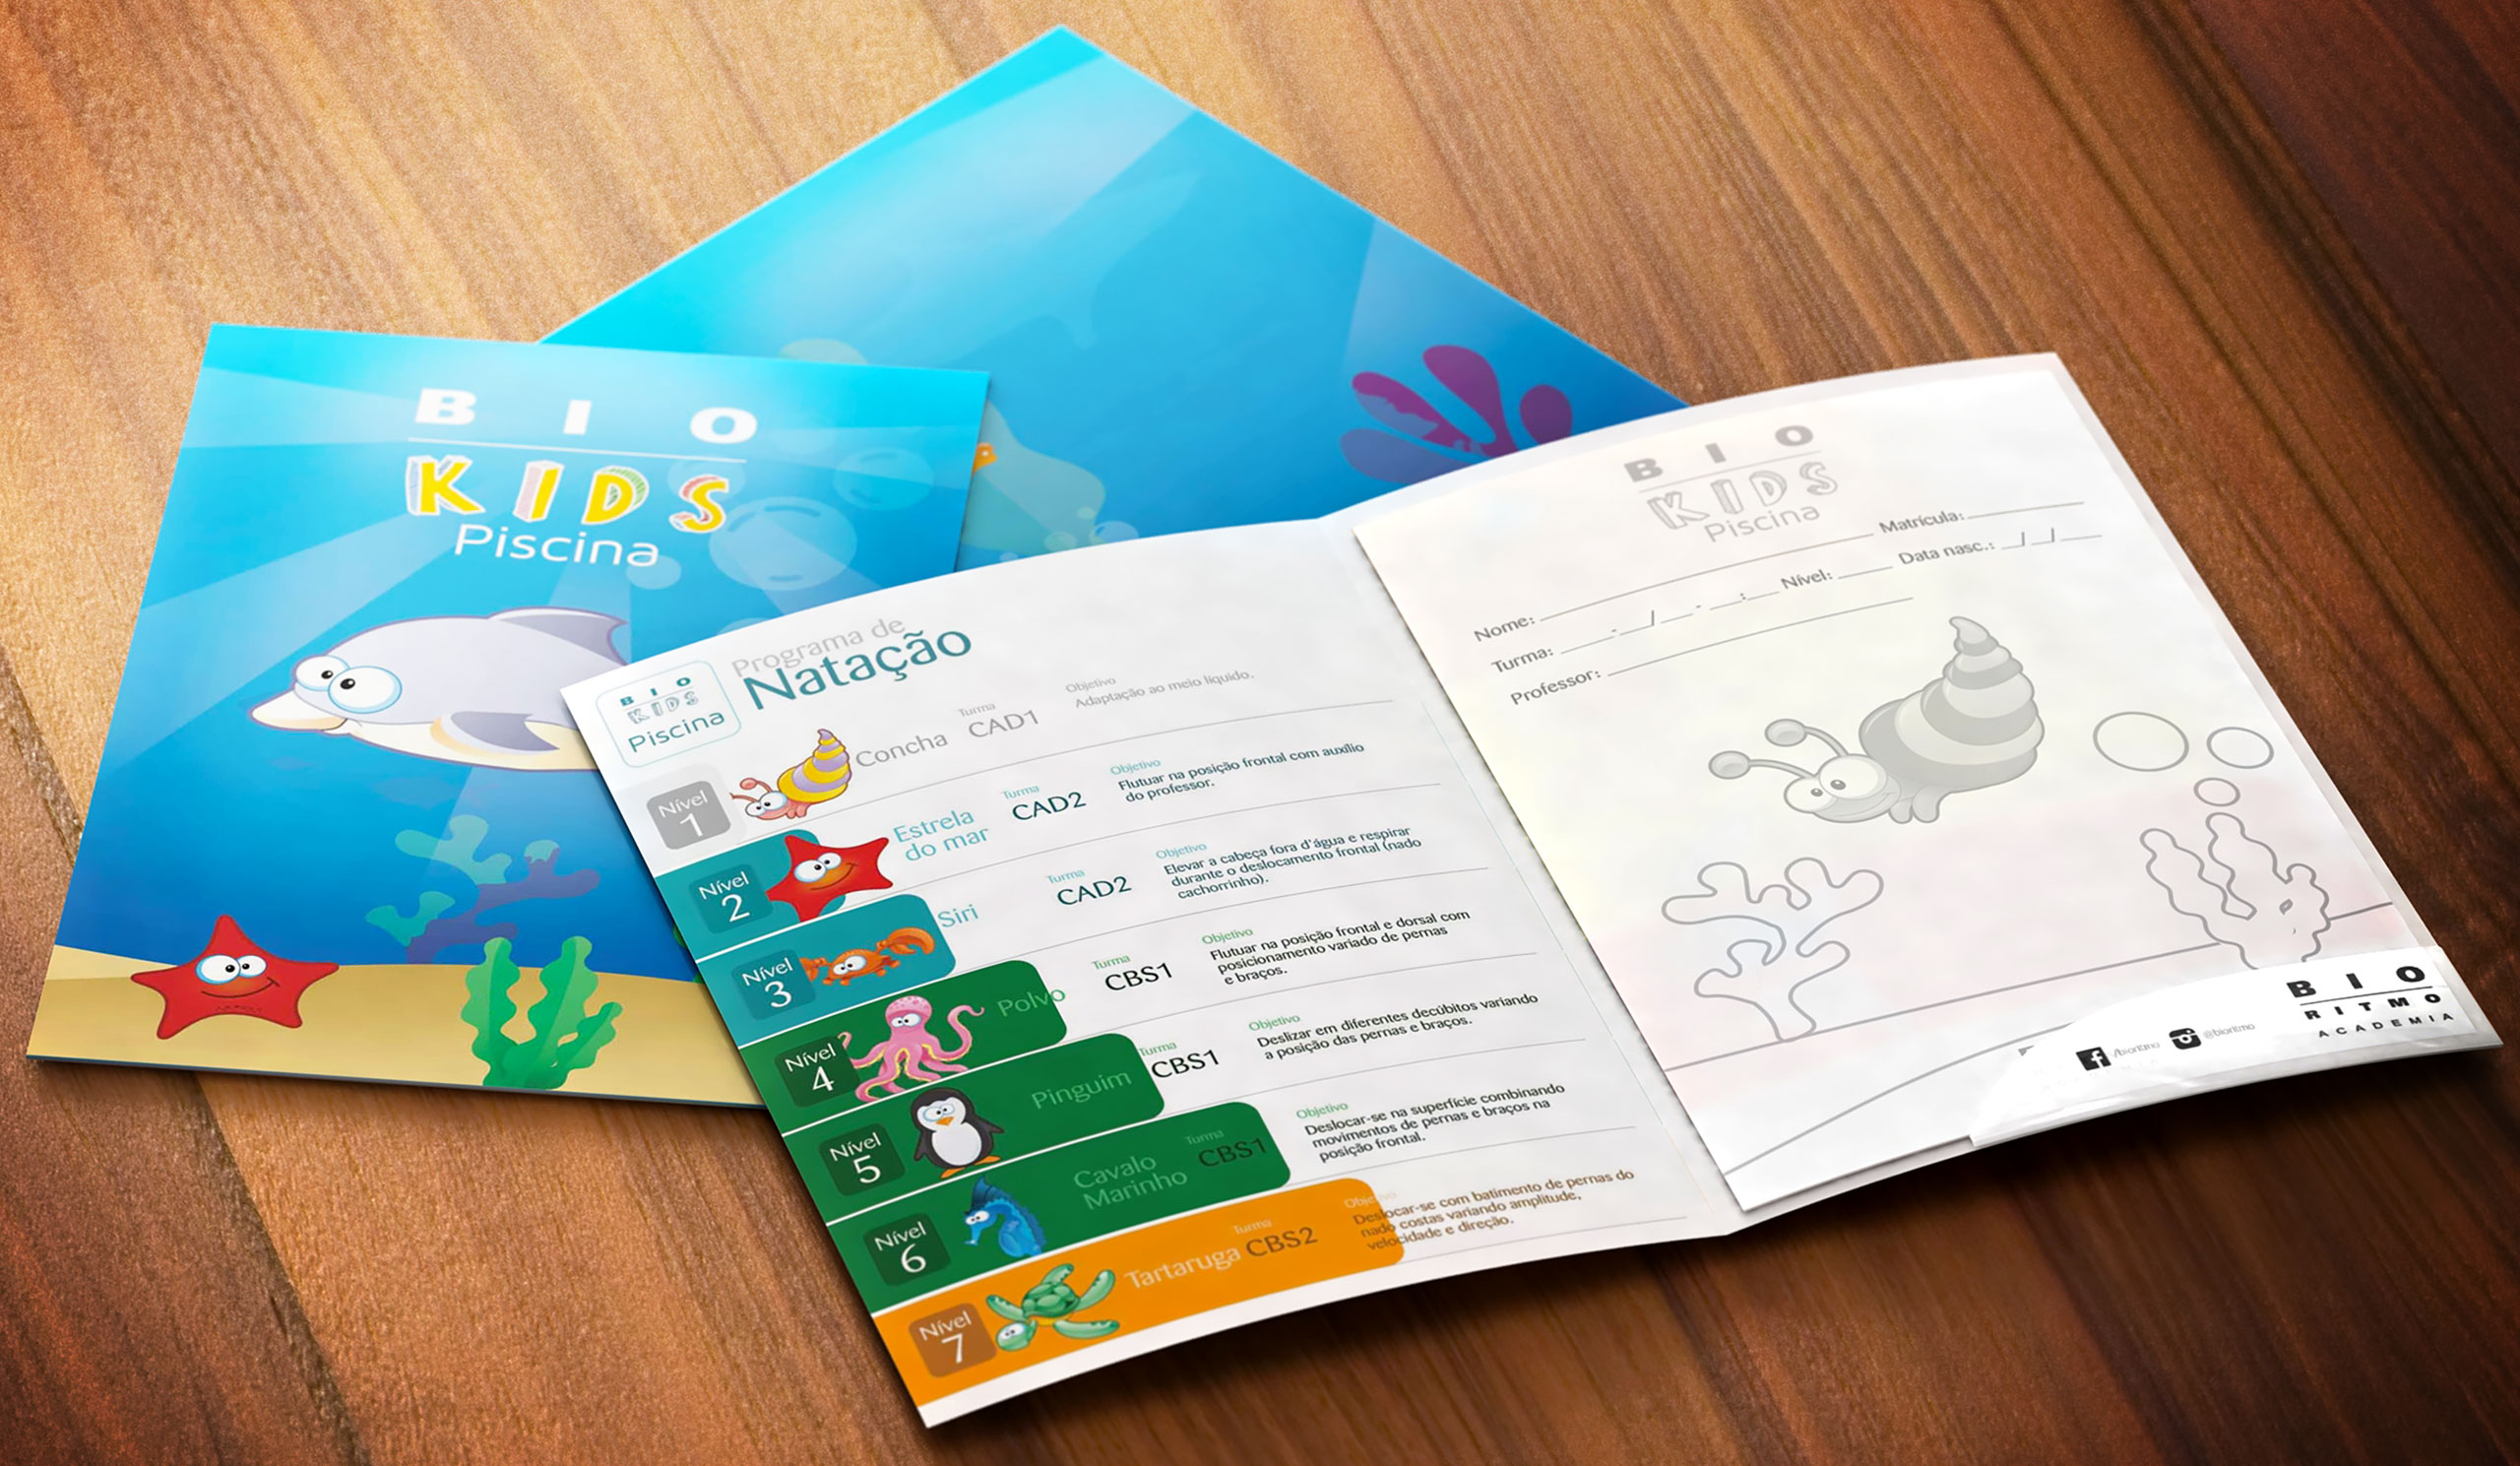 BIO
KIDS
Piscina
BIO
KIDS
Piscina
Programa de
Natação
Nível
1
Concha
Turma
CAD1
Objetivo
Adaptação ao meio líquido.
Nível
2
Estrela
do mar
Turma
CAD2
Objetivo
Flutuar na posição frontal com auxílio
do professor.
Nível
3
Siri
Turma
CAD2
Objetivo
Elevar a cabeça fora d'água e respirar
durante o deslocamento frontal (nado
cachorrinho).
Nível
4
Polvo
Turma
CBS1
Objetivo
Flutuar na posição frontal e dorsal com
posicionamento variado de pernas
e braços.
Nível
5
Pinguim
Turma
CBS1
Objetivo
Deslizar em diferentes decúbitos variando
a posição das pernas e braços.
Nível
6
Cavalo
Marinho
Turma
CBS1
Objetivo
Deslocar-se na superfície combinando
movimentos de pernas e braços na
posição frontal.
Nível
7
Tartaruga
Turma
CBS2
Objetivo
Deslocar-se com batimento de pernas do
nado costas variando amplitude,
velocidade e direção.
BIO
KIDS
Piscina
Nome: Matrícula:
Turma: __-__/__-__:__ Nível: Data nasc.: __/__/__
Professor:
/bioritmo @bioritmo
BIO
RITMO
ACADEMIA